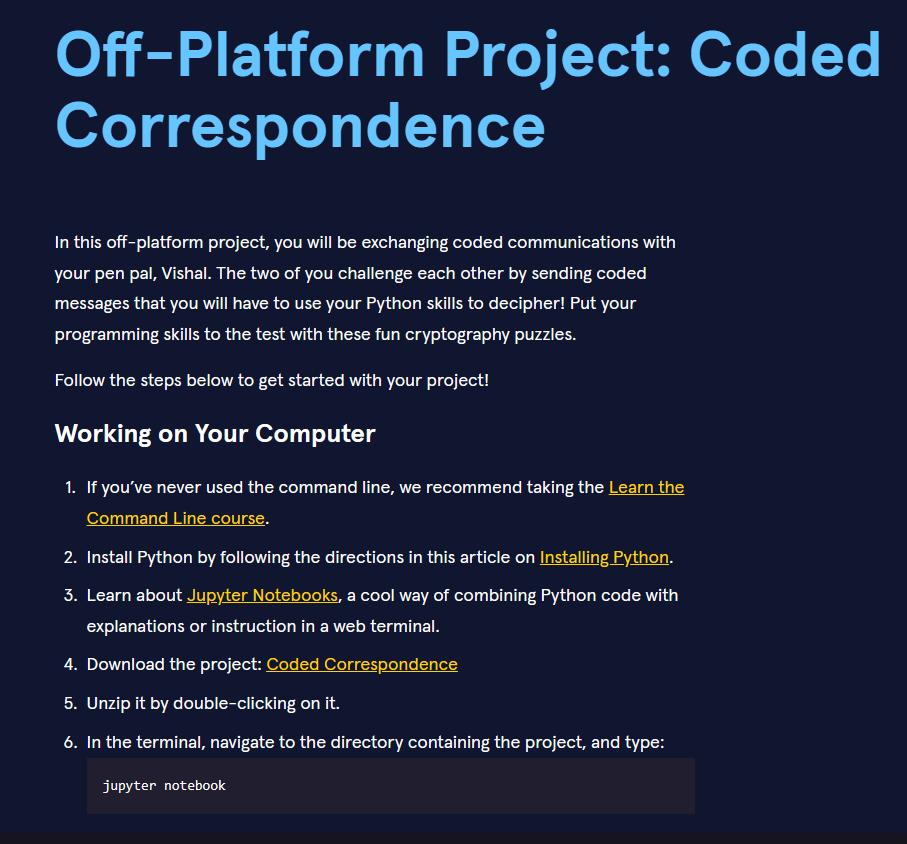 Off-Platform Project: Coded
Correspondence
In this off-platform project, you will be exchanging coded communications with
your pen pal, Vishal. The two of you challenge each other by sending coded
messages that you will have to use your Python skills to decipher! Put your
programming skills to the test with these fun cryptography puzzles.
Follow the steps below to get started with your project!
Working on Your Computer
1. If you’ve never used the command line, we recommend taking the Learn the
Command Line course.
2. Install Python by following the directions in this article on Installing Python.
3. Learn about Jupyter Notebooks, a cool way of combining Python code with
explanations or instruction in a web terminal.
4. Download the project: Coded Correspondence
5. Unzip it by double-clicking on it.
6. In the terminal, navigate to the directory containing the project, and type:
jupyter notebook